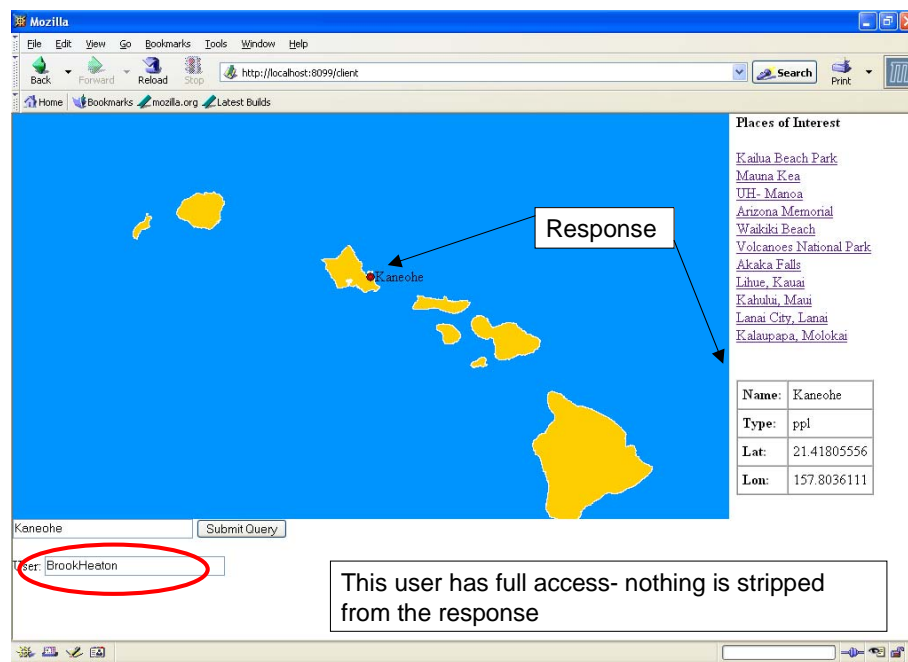 Mozilla
File Edit View Go Bookmarks Tools Window Help
Back Forward Reload Stop http://localhost:8099/client Search Print
Home Bookmarks mozilla.org Latest Builds
Places of Interest
Kailua Beach Park
Mauna Kea
UH- Manoa
Arizona Memorial
Waikiki Beach
Volcanoes National Park
Akaka Falls
Lihue, Kauai
Kahului, Maui
Lanai City, Lanai
Kalaupapa, Molokai
Response
Kaneohe
Name: Kaneohe
Type: ppl
Lat: 21.41805556
Lon: 157.8036111
Kaneohe Submit Query
User: BrookHeaton
This user has full access- nothing is stripped
from the response